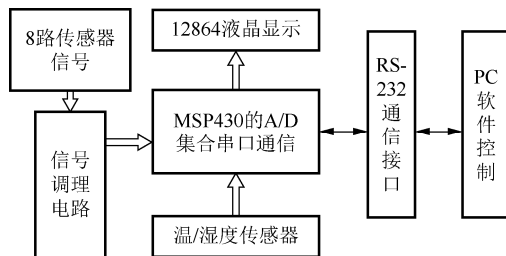 8路传感器
信号
12864液晶显示
MSP430的A/D
集合串口通信
信号
调理
电路
温/湿度传感器
RS-
232
通
信
接
口
PC
软
件
控
制